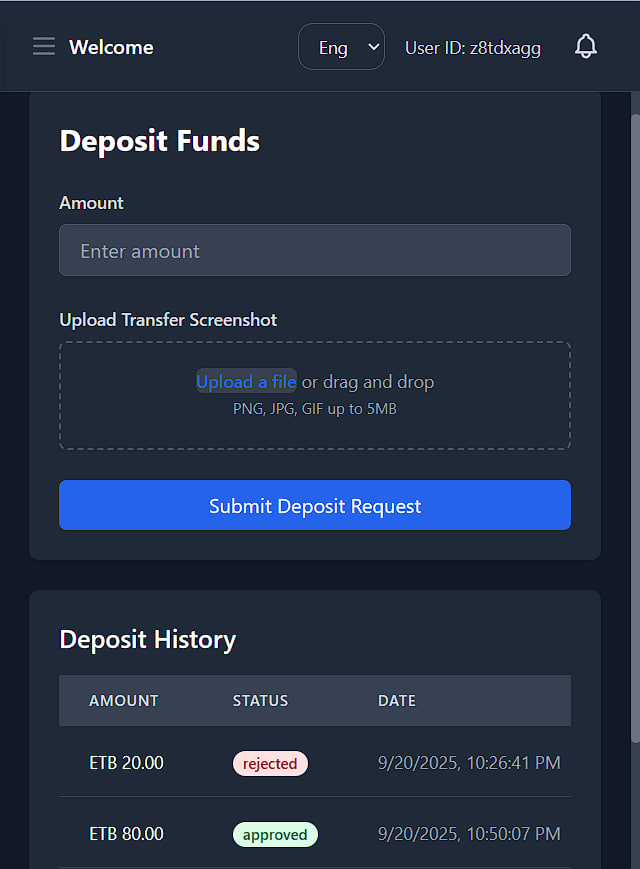 Welcome Eng User ID: z8tdxagg
Deposit Funds
Amount
Enter amount
Upload Transfer Screenshot
Upload a file or drag and drop
PNG, JPG, GIF up to 5MB
Submit Deposit Request
Deposit History
AMOUNT STATUS DATE
ETB 20.00 rejected 9/20/2025, 10:26:41 PM
ETB 80.00 approved 9/20/2025, 10:50:07 PM